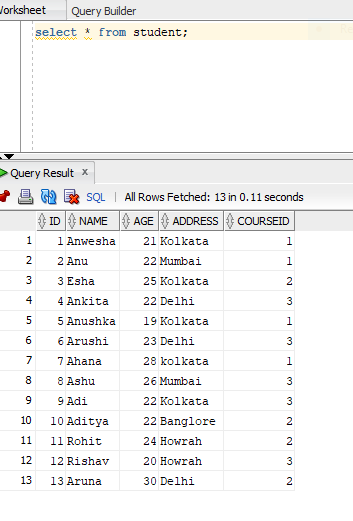 Worksheet Query Builder
select * from student;
Query Result x
SQL | All Rows Fetched: 13 in 0.11 seconds
ID NAME AGE ADDRESS COURSEID
1 1 Anwesha 21 Kolkata 1
2 2 Anu 22 Mumbai 1
3 3 Esha 25 Kolkata 2
4 4 Ankita 22 Delhi 3
5 5 Anushka 19 Kolkata 1
6 6 Arushi 23 Delhi 3
7 7 Ahana 28 kolkata 1
8 8 Ashu 26 Mumbai 3
9 9 Adi 22 Kolkata 3
10 10 Aditya 22 Banglore 2
11 11 Rohit 24 Howrah 2
12 12 Rishav 20 Howrah 3
13 13 Aruna 30 Delhi 2